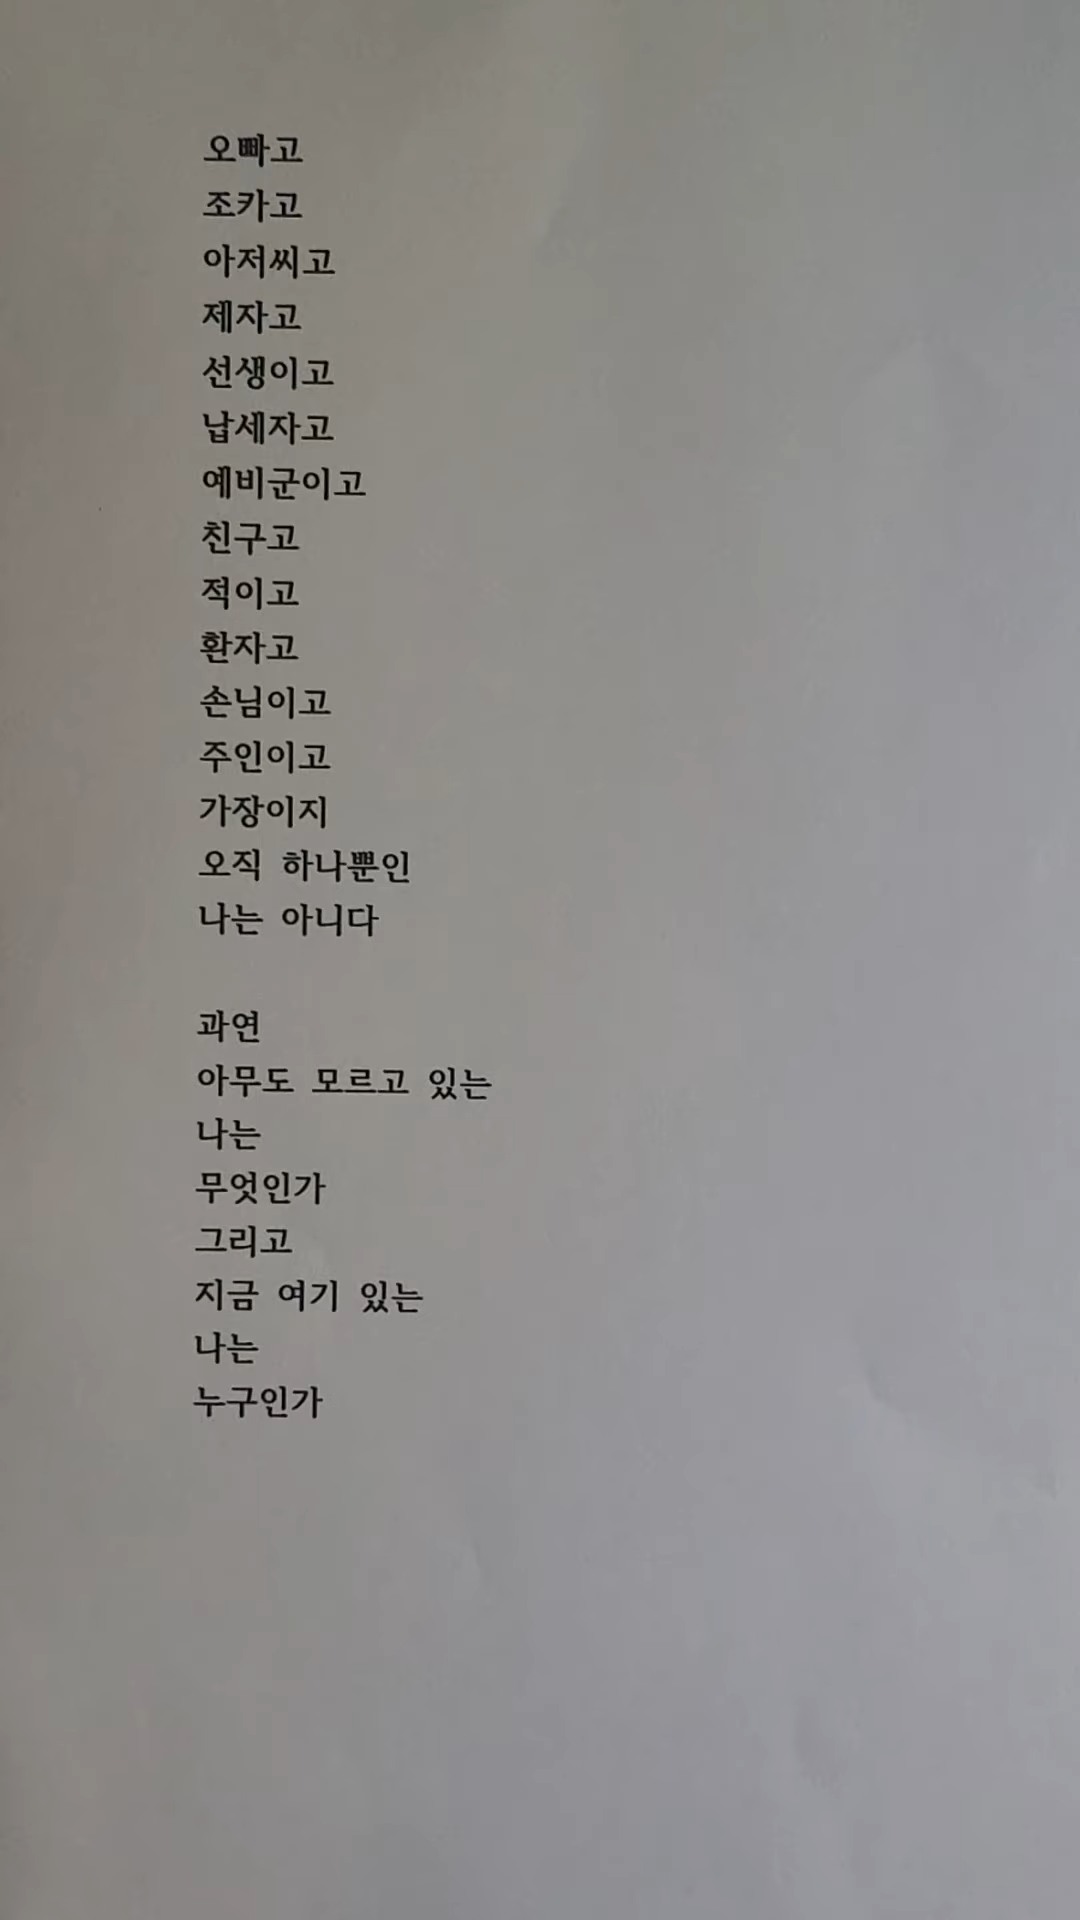 오빠고
조카고
아저씨고
제자고
선생이고
납세자고
예비군이고
친구고
적이고
환자고
손님이고
주인이고
가장이지
오직 하나뿐인
나는 아니다

과연
아무도 모르고 있는
나는
무엇인가
그리고
지금 여기 있는
나는
누구인가